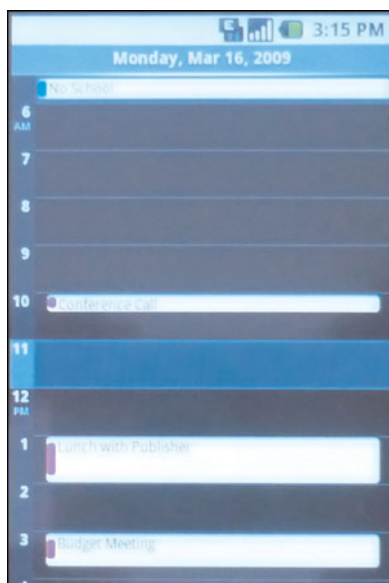 E 3:15 PM
Monday, Mar 16, 2009
No School
6
AM
7
8
9
10 Conference Call
11
12
PM
1 Lunch with Publisher
2
3 Budget Meeting